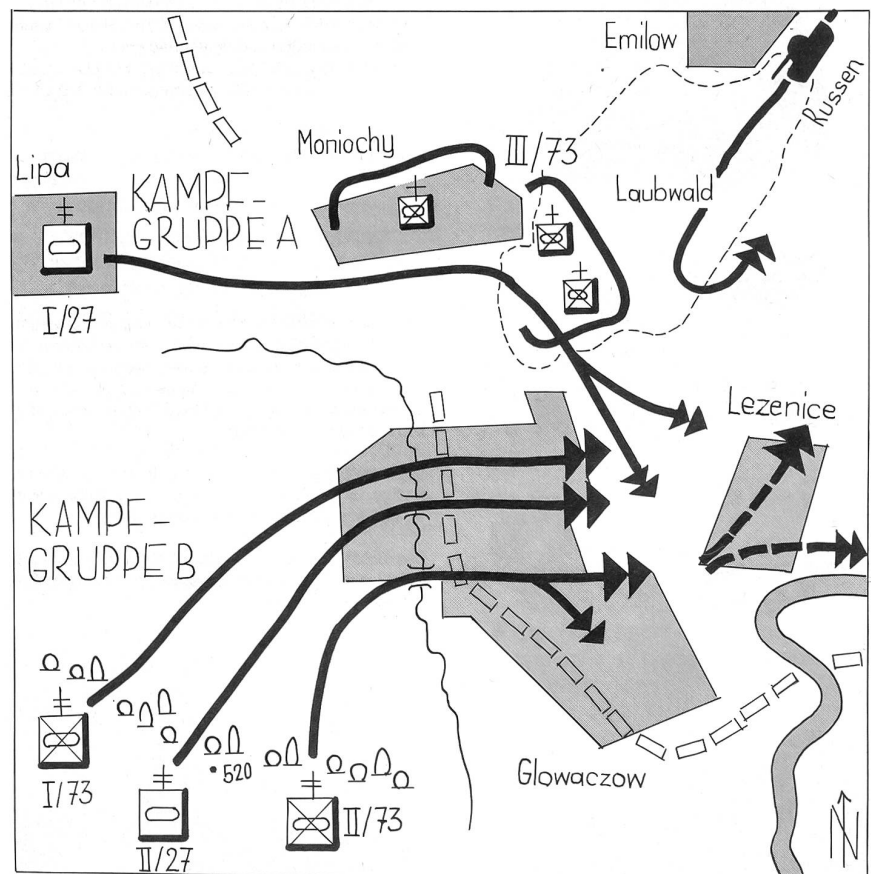 Emilow
Russen
Moniochy
III/73
Lipa
KAMPF-
GRUPPE A
Laubwald
I/27
Lezenice
KAMPF-
GRUPPE B
520
I/73
II/27
II/73
Glowaczow
N